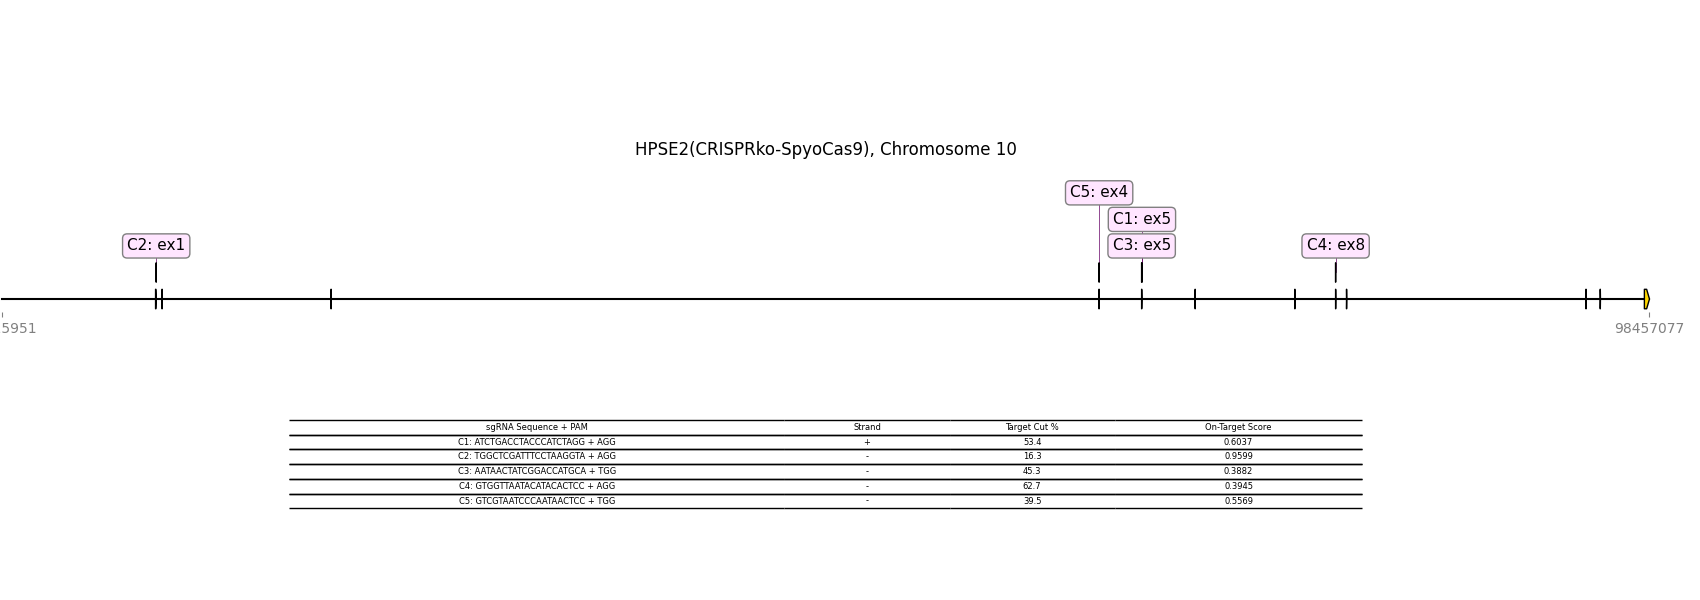 HPSE2(CRISPRko-SpyoCas9), Chromosome 10
C5: ex4
C1: ex5
C2: ex1
C3: ex5
C4: ex8
5951
98457077
sgRNA Sequence + PAM Strand Target Cut % On-Target Score
C1: ATCTGACCTACCCATCTAGG + AGG + 53.4 0.6037
C2: TGGCTCGATTTCCTAAGGTA + AGG - 16.3 0.9599
C3: AATAACTATCGGACCATGCA + TGG - 45.3 0.3882
C4: GTGGTTAATACATACACTCC + AGG - 62.7 0.3945
C5: GTCGTAATCCCAATAACTCC + TGG - 39.5 0.5569